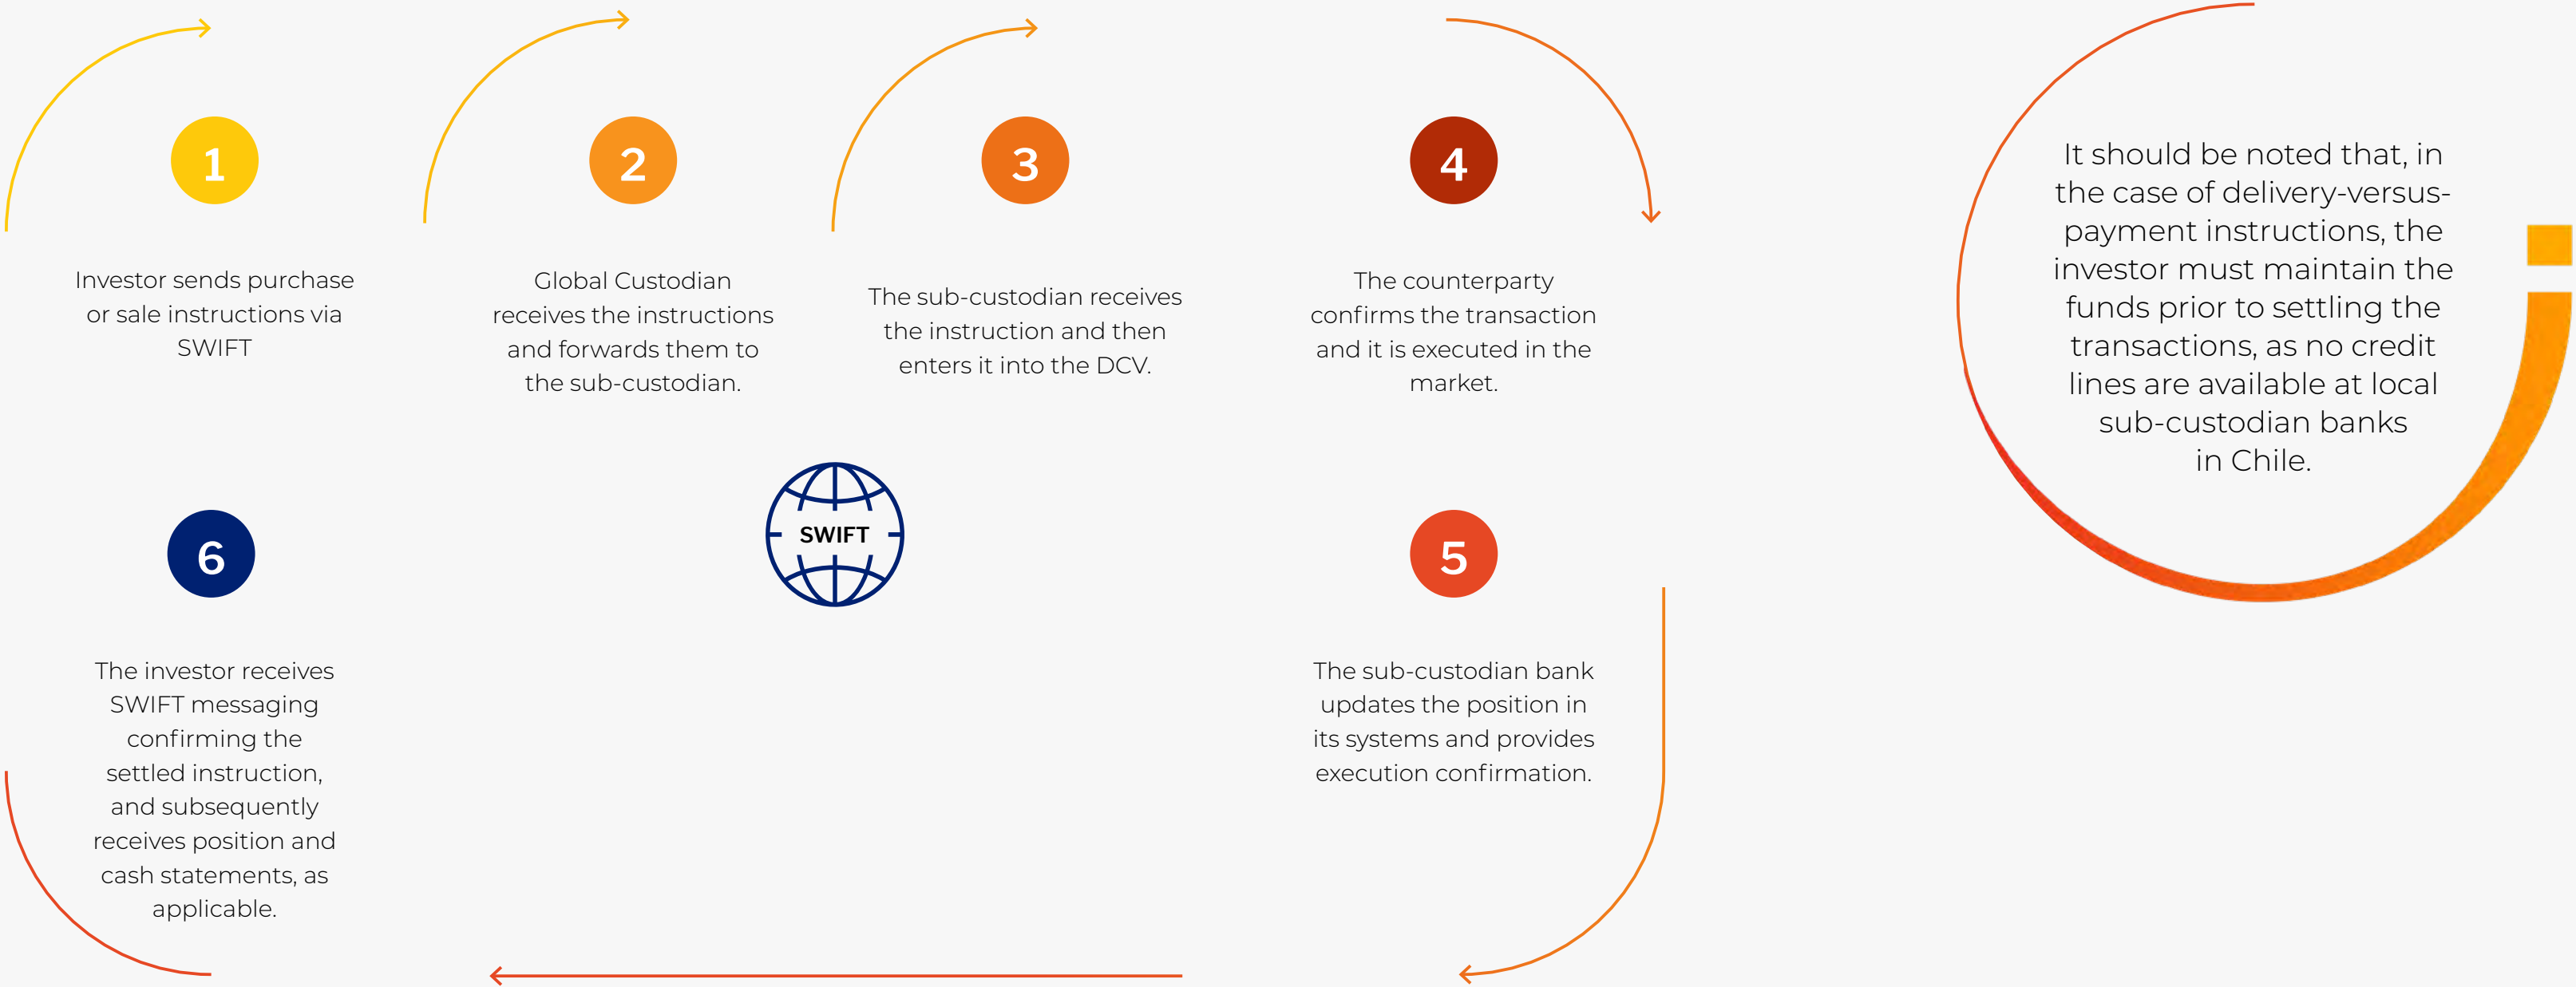 1
Investor sends purchase
or sale instructions via
SWIFT
2
Global Custodian
receives the instructions
and forwards them to
the sub-custodian.
3
The sub-custodian receives
the instruction and then
enters it into the DCV.
4
The counterparty
confirms the transaction
and it is executed in the
market.
SWIFT
5
The sub-custodian bank
updates the position in
its systems and provides
execution confirmation.
6
The investor receives
SWIFT messaging
confirming the
settled instruction,
and subsequently
receives position and
cash statements, as
applicable.
It should be noted that, in
the case of delivery-versus-
payment instructions, the
investor must maintain the
funds prior to settling the
transactions, as no credit
lines are available at local
sub-custodian banks
in Chile.